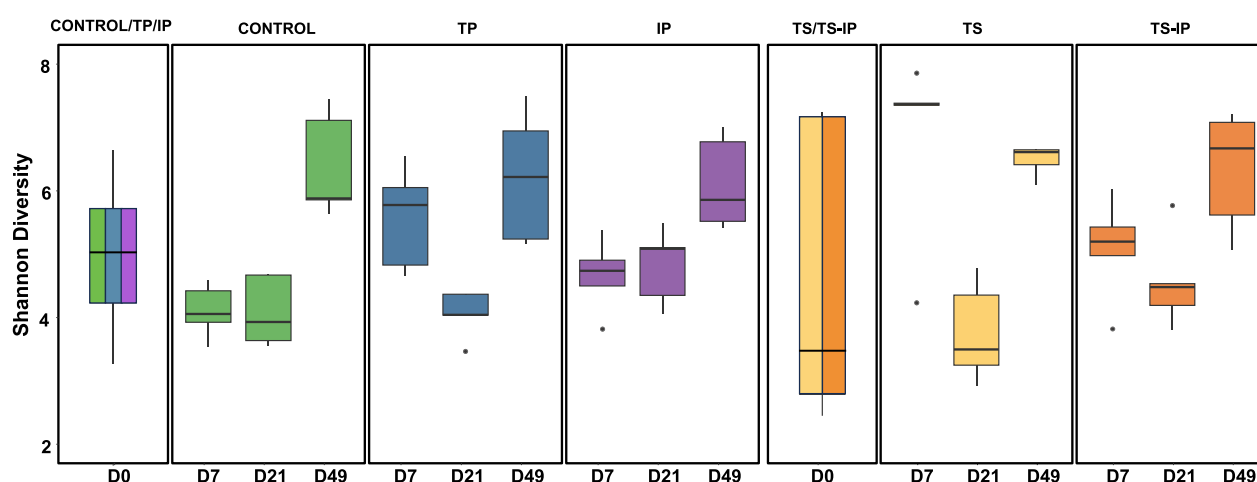 CONTROL/TP/IP CONTROL TP IP TS/TS-IP TS TS-IP
8
6
4
2
Shannon Diversity
D0 D7 D21 D49 D7 D21 D49 D7 D21 D49 D0 D7 D21 D49 D7 D21 D49